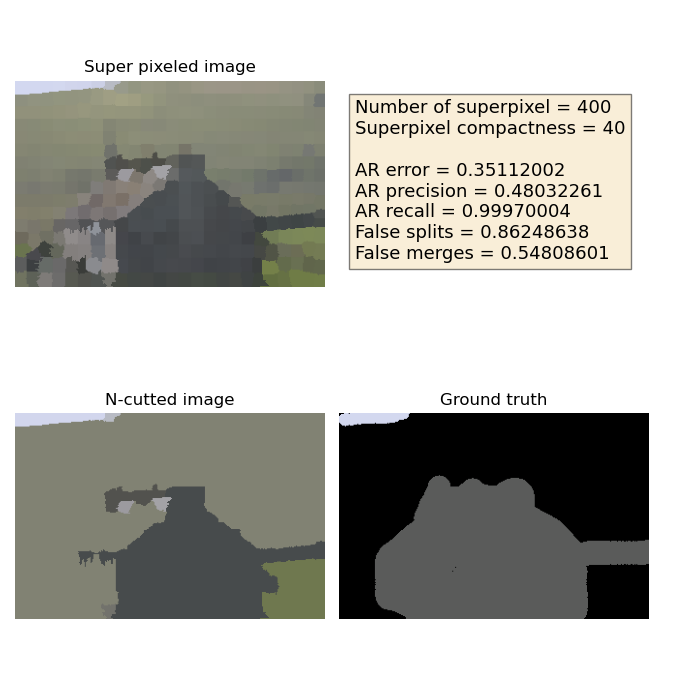 Super pixeled image
Number of superpixel = 400
Superpixel compactness = 40
AR error = 0.35112002
AR precision = 0.48032261
AR recall = 0.99970004
False splits = 0.86248638
False merges = 0.54808601
N-cutted image
Ground truth